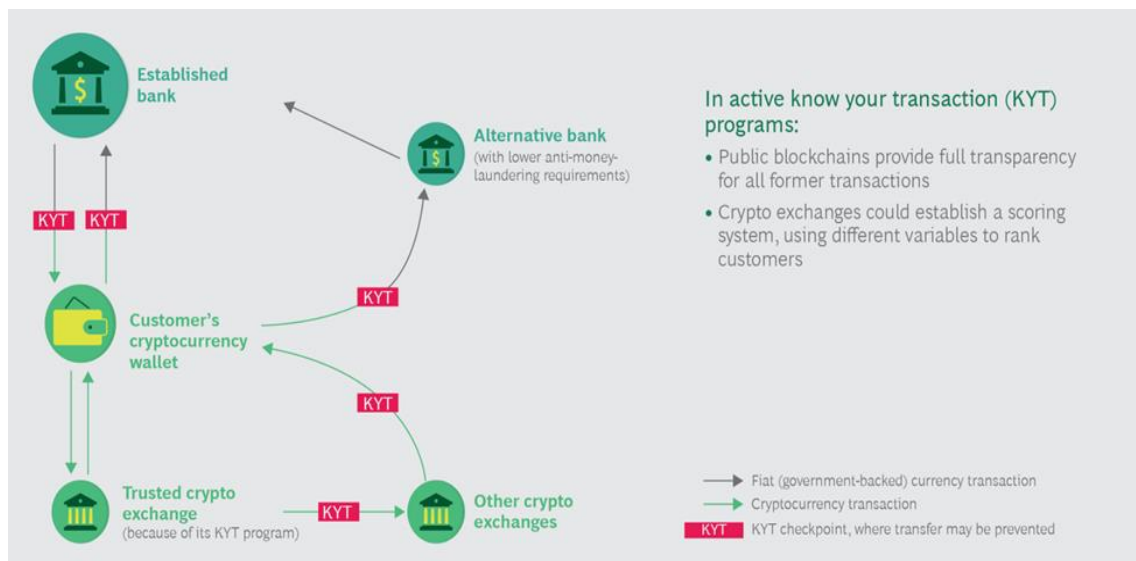 Established
bank
KYT
KYT
Alternative bank
(with lower anti-money-
laundering requirements)
KYT
Customer's
cryptocurrency
wallet
KYT
Trusted crypto
exchange
(because of its KYT program)
KYT
Other crypto
exchanges
In active know your transaction (KYT)
programs:
• Public blockchains provide full transparency
for all former transactions
• Crypto exchanges could establish a scoring
system, using different variables to rank
customers
Fiat (government-backed) currency transaction
Cryptocurrency transaction
KYT KYT checkpoint, where transfer may be prevented